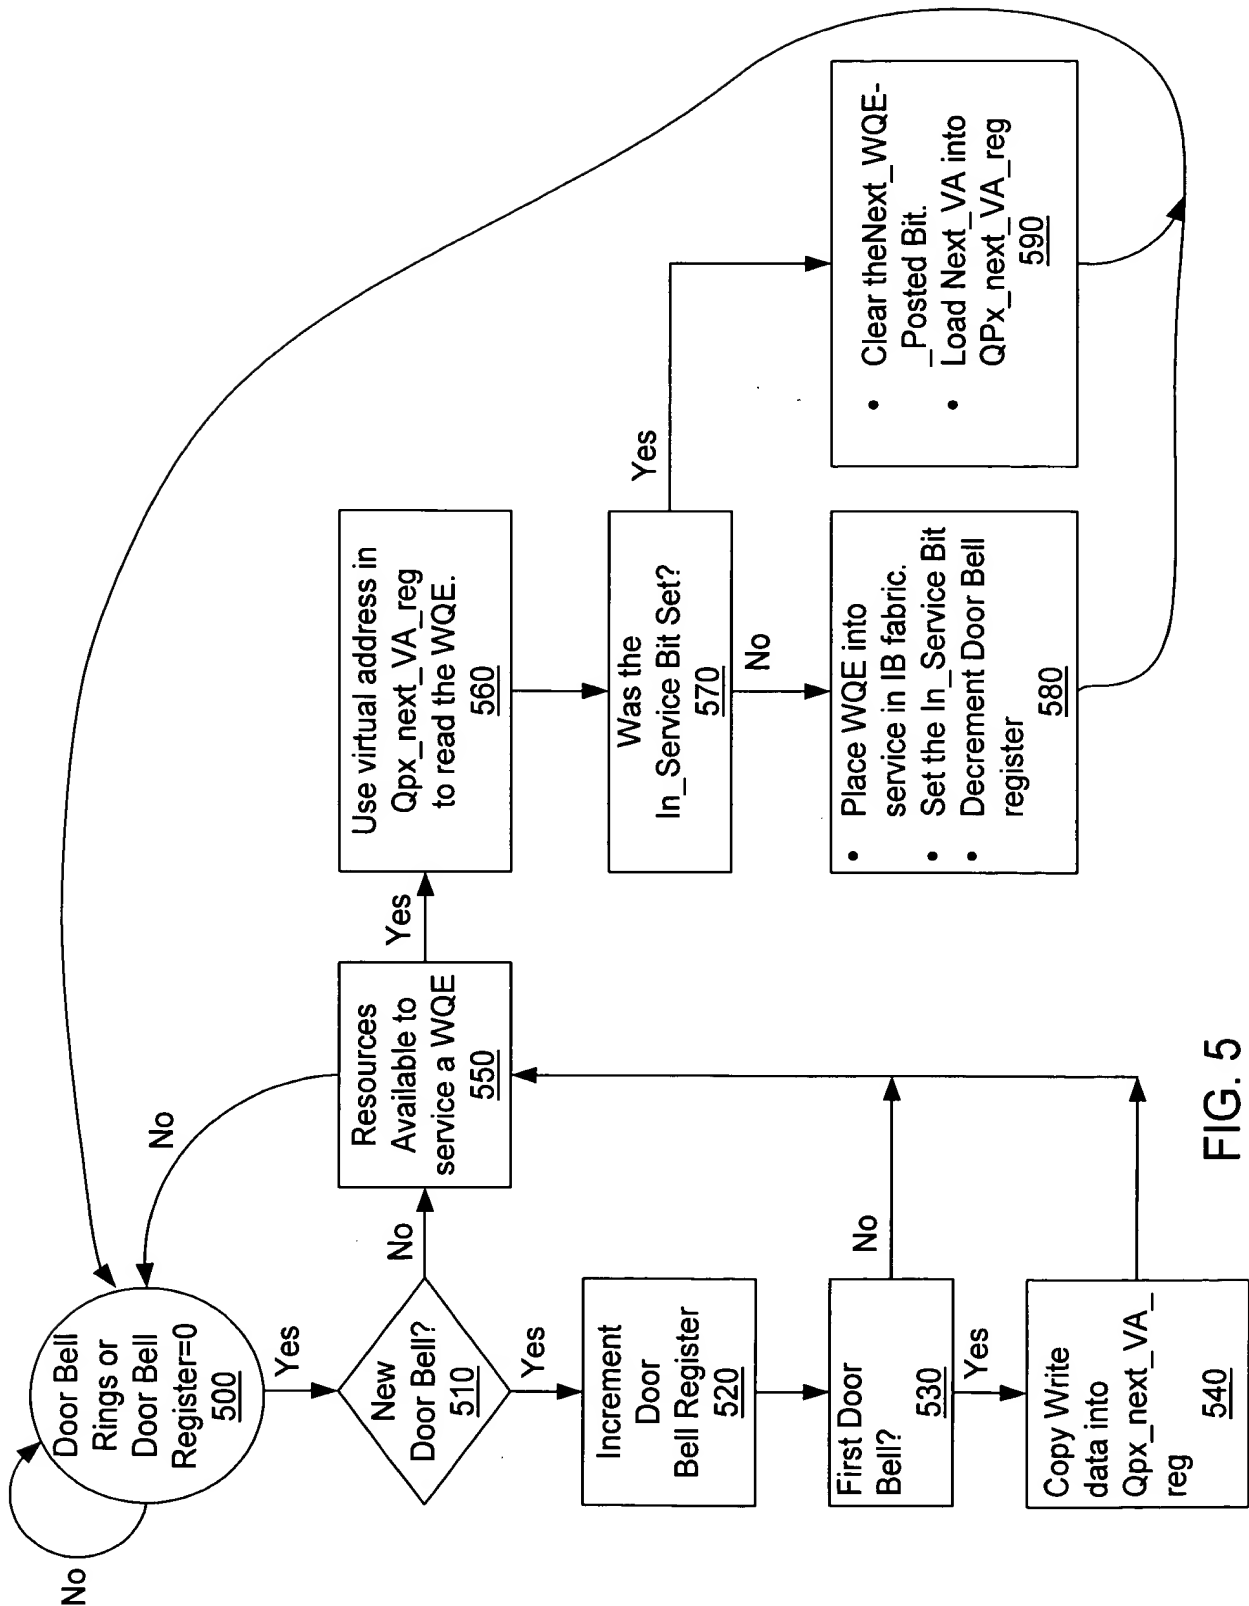 No
Door Bell
Rings or
Door Bell
Register=0
500
Yes
No
New
Door Bell?
510
No
Yes
Increment
Door
Bell Register
520
First Door
Bell?
530
No
Yes
Copy Write
data into
Qpx_next_VA_
reg
540
Resources
Available to
service a WQE
550
Yes
Use virtual address in
Qpx_next_VA_reg
to read the WQE.
560
Was the
In_Service Bit Set?
570
Yes
No
• Place WQE into
service in IB fabric.
• Set the In_Service Bit
• Decrement Door Bell
register
580
• Clear theNext_WQE-
_Posted Bit.
• Load Next_VA into
QPx_next_VA_reg
590
FIG. 5